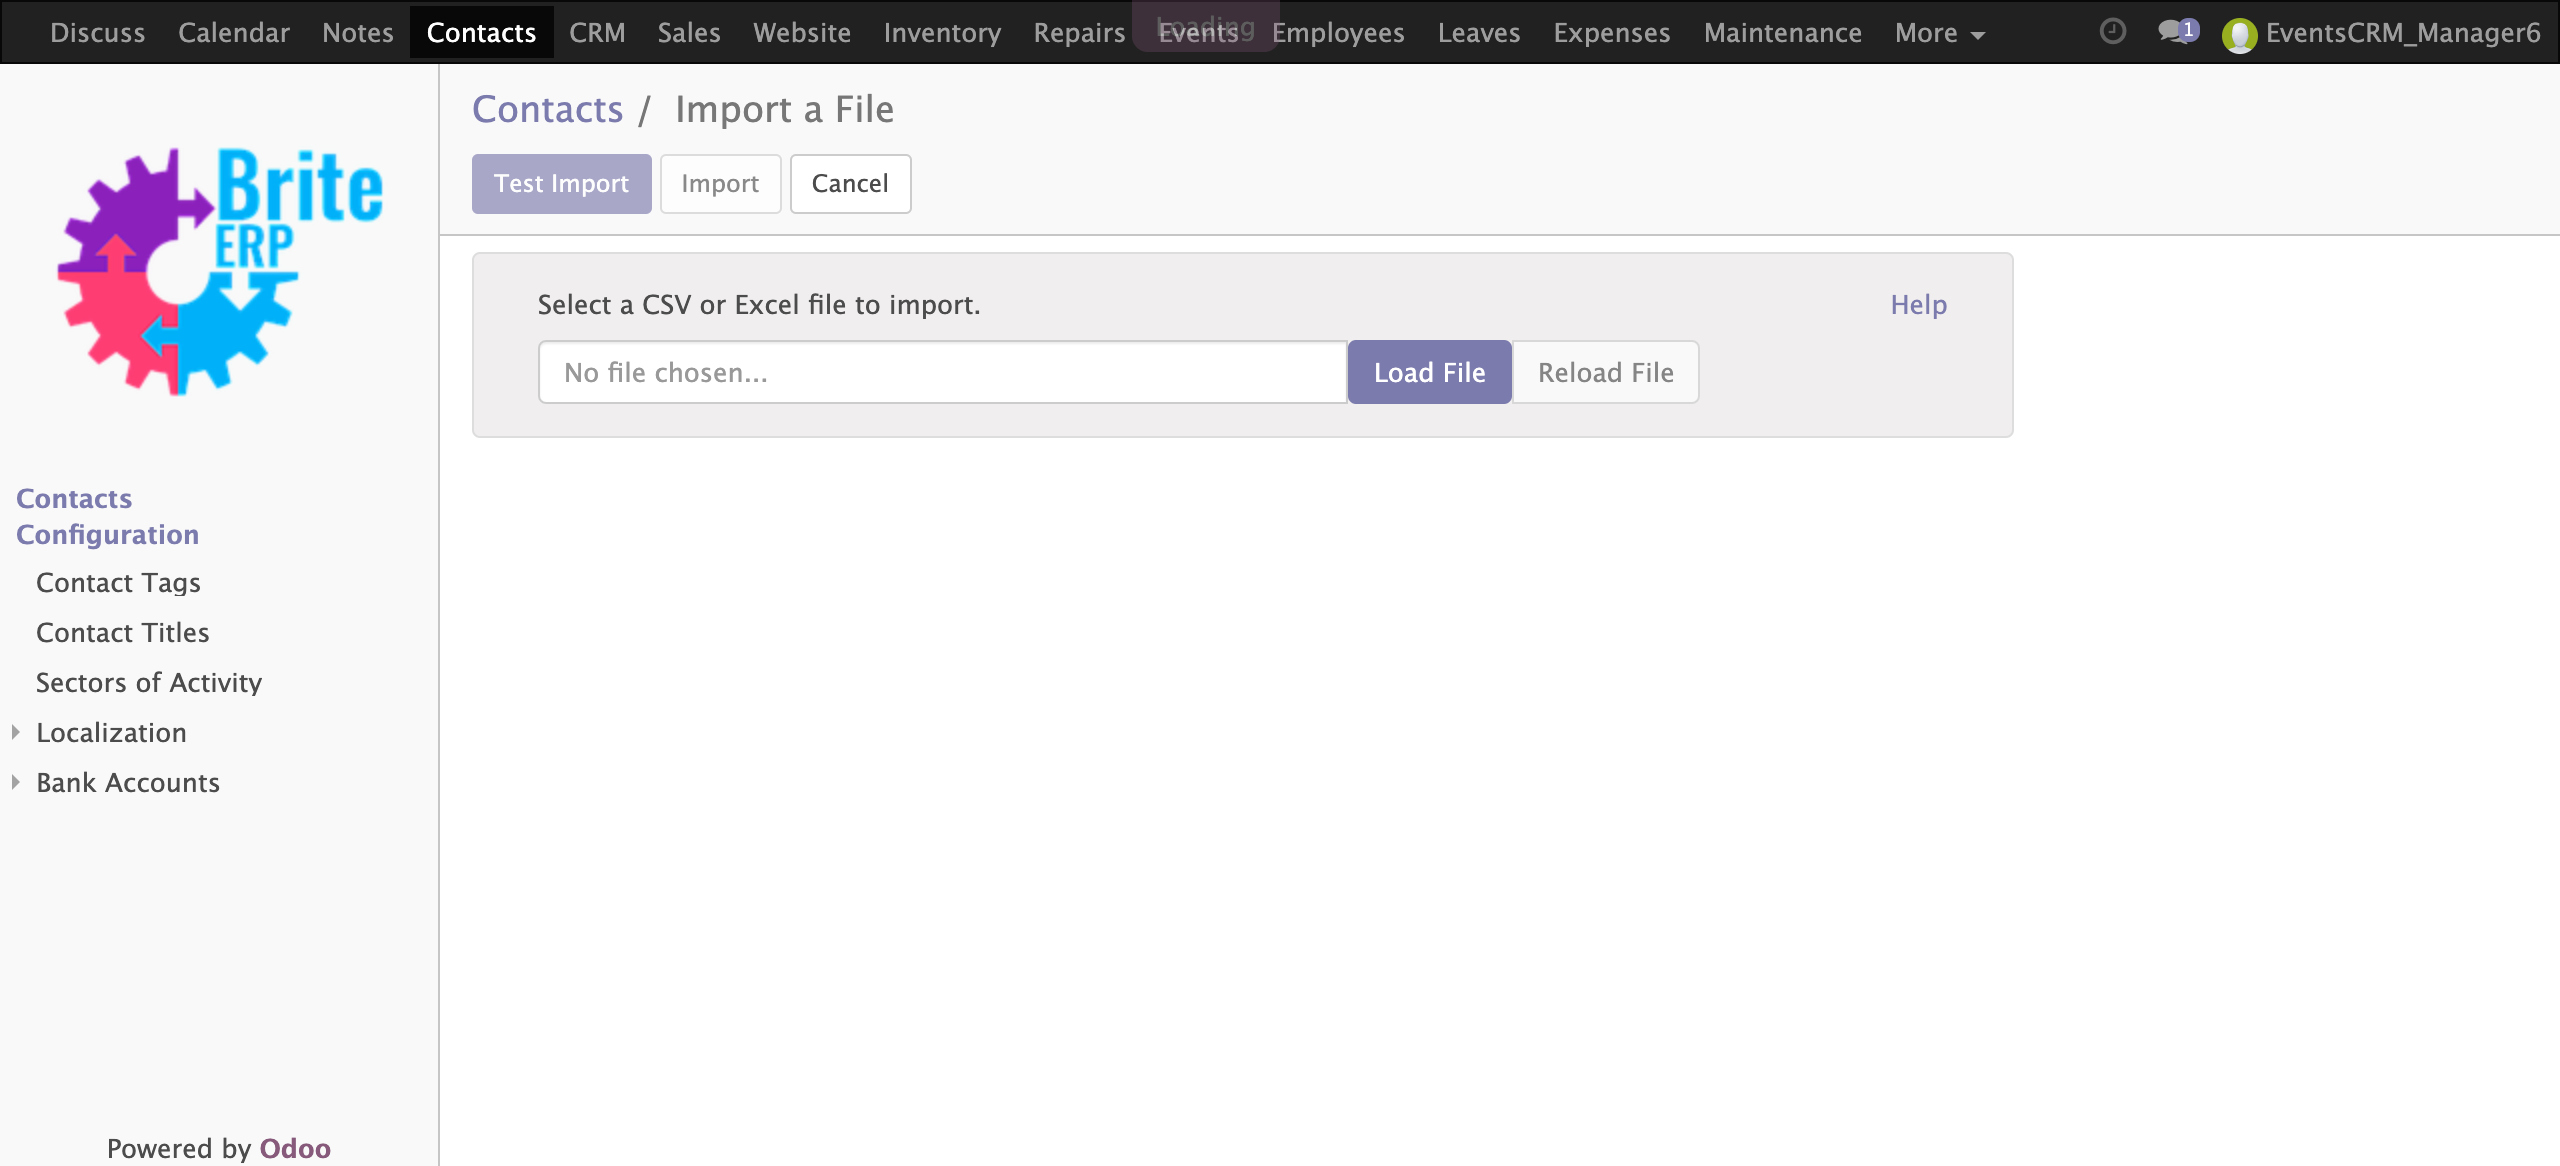 Discuss Calendar Notes Contacts CRM Sales Website Inventory Repairs Events Loading Employees Leaves Expenses Maintenance More 1 EventsCRM_Manager6
Brite
ERP
Contacts / Import a File
Test Import Import Cancel
Select a CSV or Excel file to import. Help
No file chosen... Load File Reload File
Contacts
Configuration
Contact Tags
Contact Titles
Sectors of Activity
Localization
Bank Accounts
Powered by Odoo